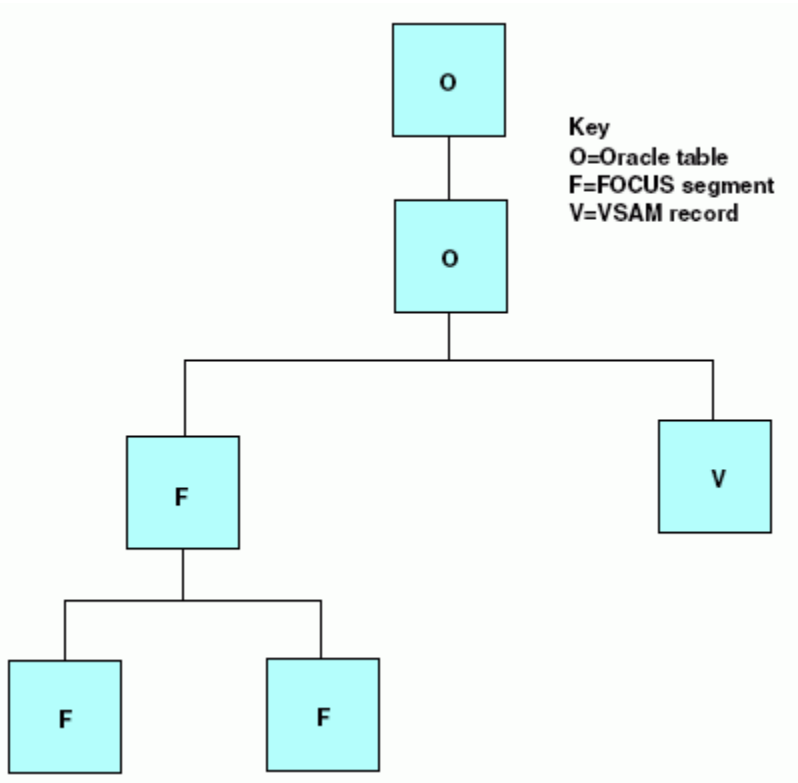 O
Key
O=Oracle table
F=FOCUS segment
V=VSAM record
O
F
V
F
F